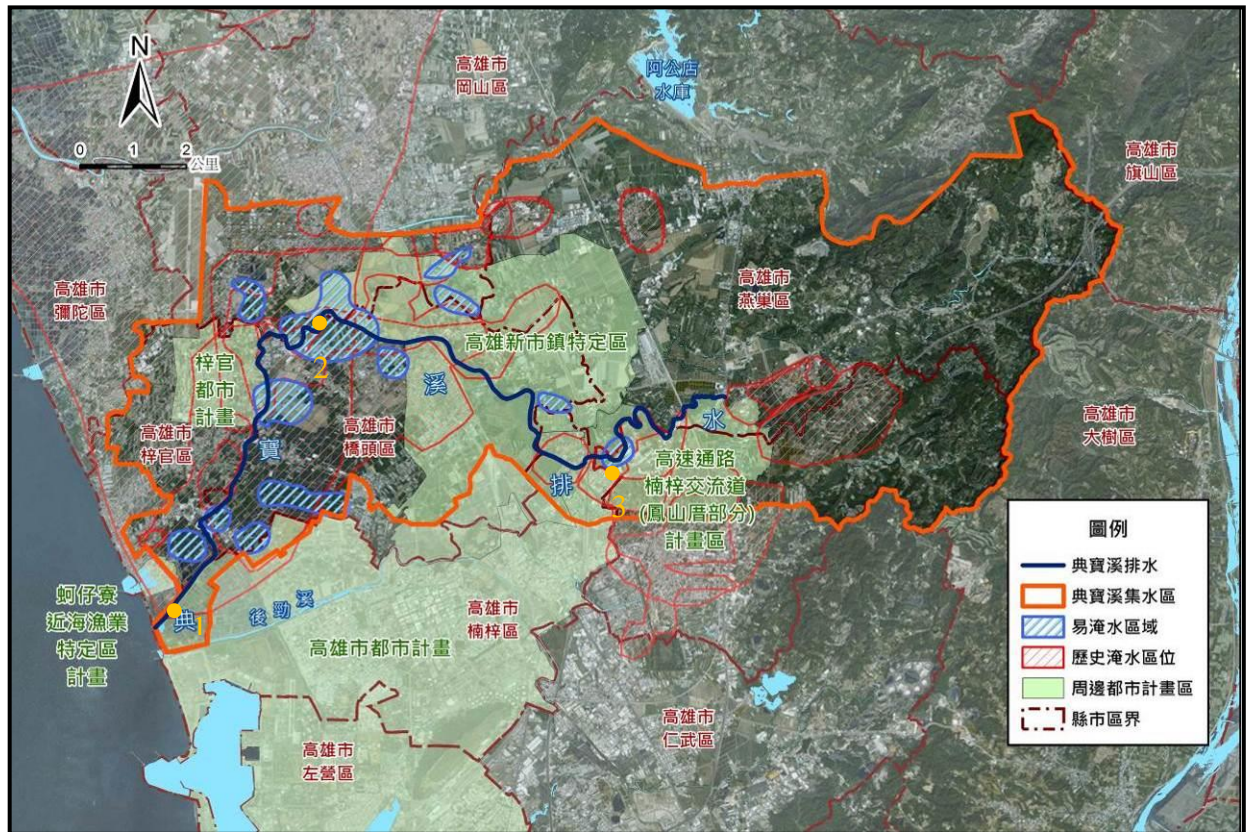 N
0 1 2
公里
高雄市
岡山區
阿公店
水庫
高雄市
旗山區
高雄市
彌陀區
高雄市
燕巢區
高雄新市鎮特定區
梓官
都市
計畫
2
溪
水
高雄市
大樹區
高雄市
梓官區
寶
高雄市
橋頭區
排
高速通路
楠梓交流道
(鳳山厝部分)
計畫區
3
蚵仔寮
近海漁業
特定區
計畫
典
1
後勁溪
高雄市
楠梓區
高雄市都市計畫
高雄市
仁武區
高雄市
左營區
圖例
典寶溪排水
典寶溪集水區
易淹水區域
歷史淹水區位
周邊都市計畫區
縣市區界